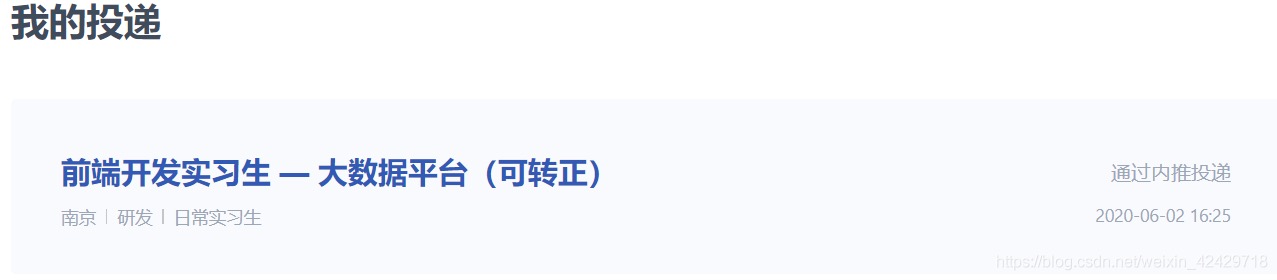 我的投递
前端开发实习生 — 大数据平台（可转正）
通过内推投递
南京 | 研发 | 日常实习生
2020-06-02 16:25
https://blog.csdn.net/weixin_42429718